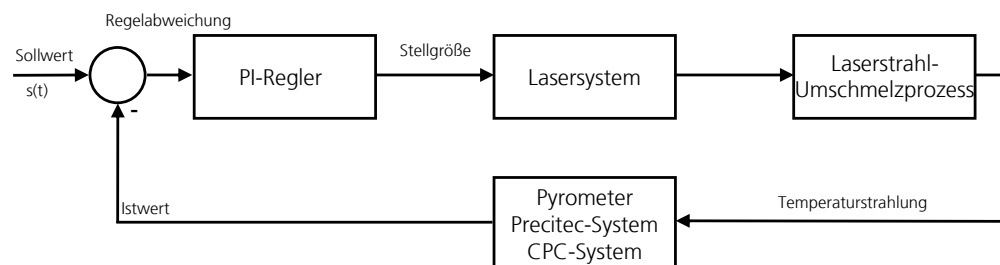 Regelabweichung
Sollwert
s(t)
-
PI-Regler
Stellgröße
Lasersystem
Laserstrahl-
Umschmelzprozess
Istwert
Pyrometer
Precitec-System
CPC-System
Temperaturstrahlung